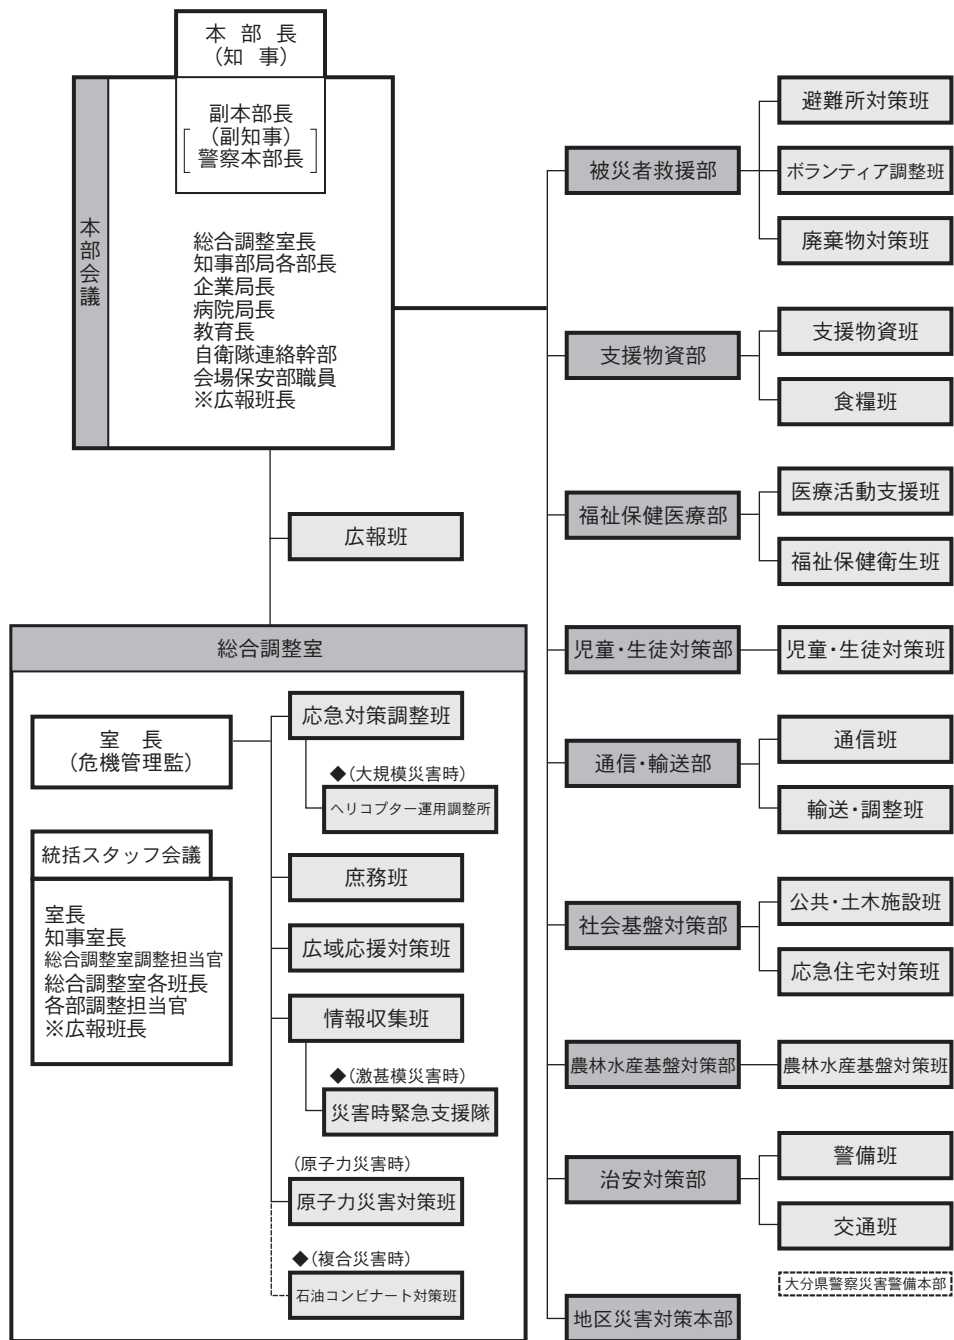 本部長
(知事)
副本部長
(副知事)
警察本部長
本部会議
総合調整室長
知事部局各部長
企業局長
病院局長
教育長
自衛隊連絡幹部
会場保安部職員
※広報班長
広報班
総合調整室
室長
(危機管理監)
統括スタッフ会議
室長
知事室長
総合調整室調整担当官
総合調整室各班長
各部調整担当官
※広報班長
応急対策調整班
◆(大規模災害時)
ヘリコプター運用調整所
庶務班
広域応援対策班
情報収集班
◆(激甚模災害時)
災害時緊急支援隊
(原子力災害時)
原子力災害対策班
◆(複合災害時)
石油コンビナート対策班
被災者救援部
避難所対策班
ボランティア調整班
廃棄物対策班
支援物資部
支援物資班
食糧班
福祉保健医療部
医療活動支援班
福祉保健衛生班
児童・生徒対策部
児童・生徒対策班
通信・輸送部
通信班
輸送・調整班
社会基盤対策部
公共・土木施設班
応急住宅対策班
農林水産基盤対策部
農林水産基盤対策班
治安対策部
警備班
交通班
大分県警察災害警備本部
地区災害対策本部